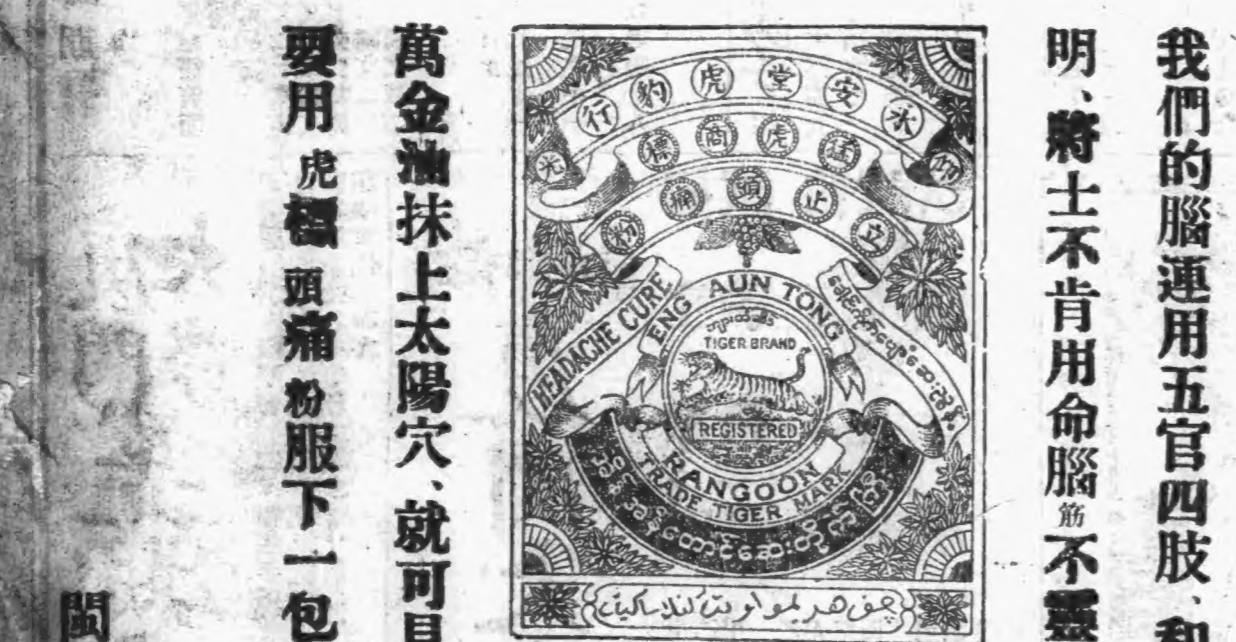 我們的腦運用五官四肢、和
明、將士不肯用命腦筋不靈
永安堂虎豹行
猛虎商標
立止頭痛粉
HEADACHE CURE
ENG AUN TONG
TIGER BRAND
REGISTERED
RANGOON
TRADE TIGER MARK
萬金油抹上太陽穴、就可
要用虎標頭痛粉服下一包
閩